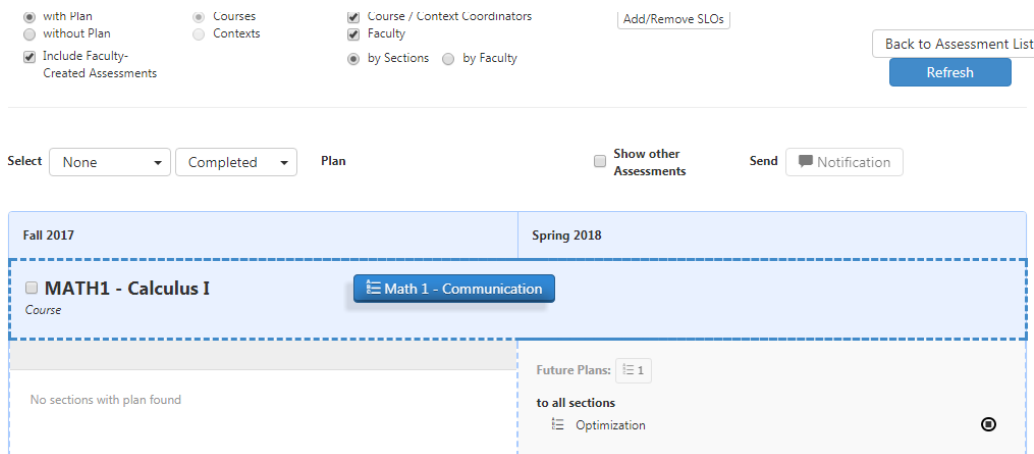 with Plan
Courses
Course / Context Coordinators
Add/Remove SLOs
without Plan
Contexts
Faculty
Include Faculty-
Created Assessments
by Sections
by Faculty
Back to Assessment List
Refresh
Select
None
Completed
Plan
Show other
Assessments
Send
Notification
Fall 2017
Spring 2018
MATH1 - Calculus I
Math 1 - Communication
Course
Future Plans:
1
No sections with plan found
to all sections
Optimization